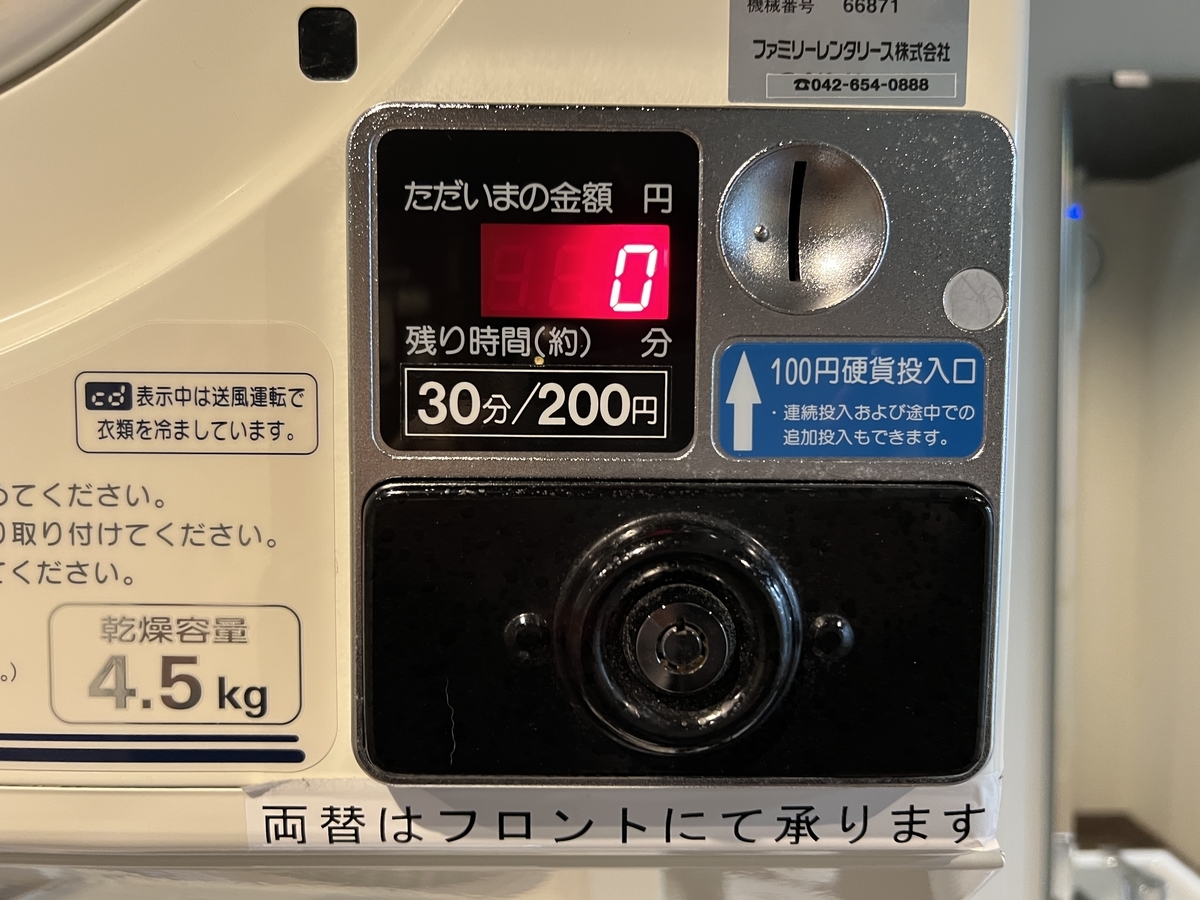 機械番号 66871
ファミリーレンタリース株式会社
☎042-654-0888
ただいまの金額 円
0
残り時間(約) 分
30分/200円
100円硬貨投入口
・連続投入および途中での
追加投入もできます。
cd 表示中は送風運転で
衣類を冷ましています。
めてください。
り取り付けてください。
てください。
乾燥容量
4.5kg
。)
両替はフロントにて承ります